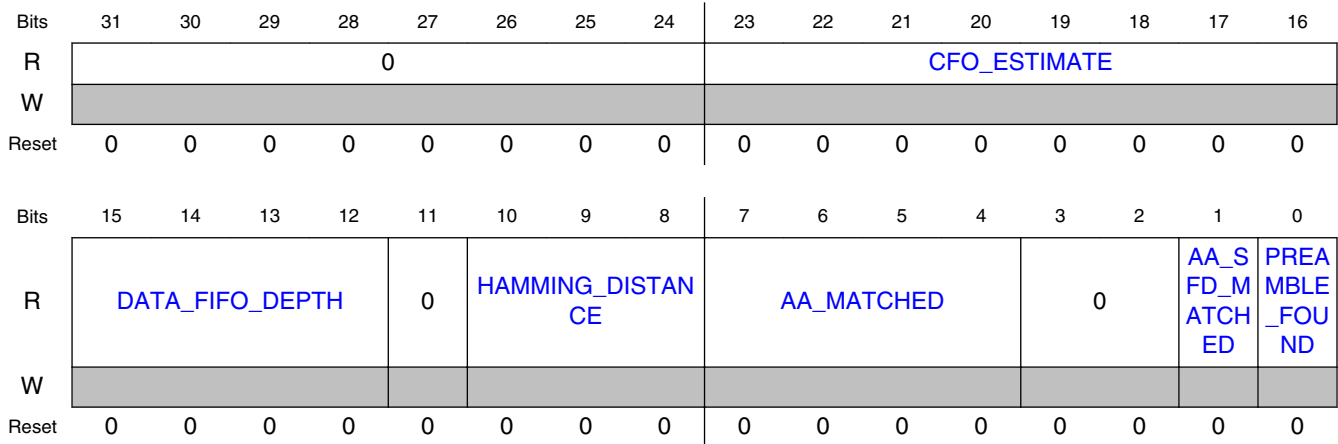 Bits 31 30 29 28 27 26 25 24 23 22 21 20 19 18 17 16
R 0 CFO_ESTIMATE
W
Reset 0 0 0 0 0 0 0 0 0 0 0 0 0 0 0 0
Bits 15 14 13 12 11 10 9 8 7 6 5 4 3 2 1 0
R DATA_FIFO_DEPTH 0 HAMMING_DISTAN
CE AA_MATCHED 0 AA_S
FD_M
ATCH
ED PREA
MBLE
_FOU
ND
W
Reset 0 0 0 0 0 0 0 0 0 0 0 0 0 0 0 0